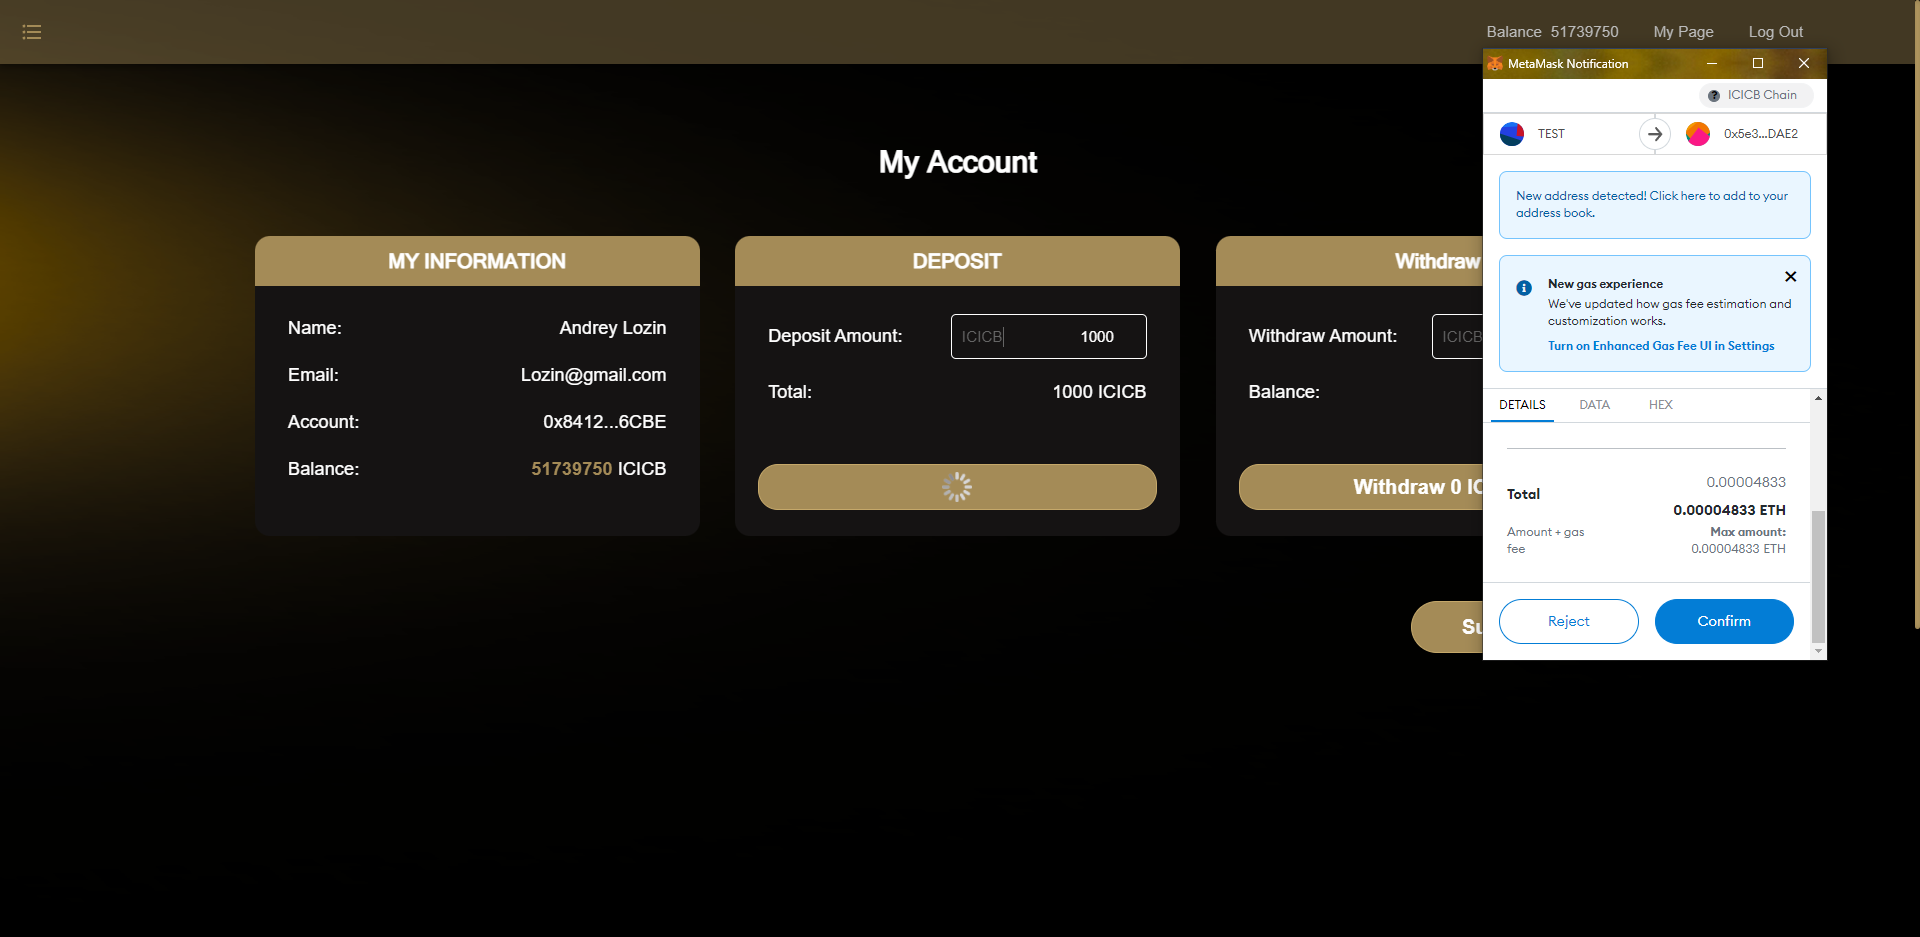 Balance 51739750 My Page Log Out
MetaMask Notification
ICICB Chain
TEST 0x5e3...DAE2
New address detected! Click here to add to your
address book.
New gas experience
We've updated how gas fee estimation and
customization works.
Turn on Enhanced Gas Fee UI in Settings
DETAILS DATA HEX
0.00004833
Total
0.00004833 ETH
Amount + gas
fee
Max amount:
0.00004833 ETH
Reject Confirm
My Account
MY INFORMATION
Name: Andrey Lozin
Email: Lozin@gmail.com
Account: 0x8412...6CBE
Balance: 51739750 ICICB
DEPOSIT
Deposit Amount: ICICB 1000
Total: 1000 ICICB
Withdraw
Withdraw Amount: ICICB
Balance:
Withdraw 0 IC
Su